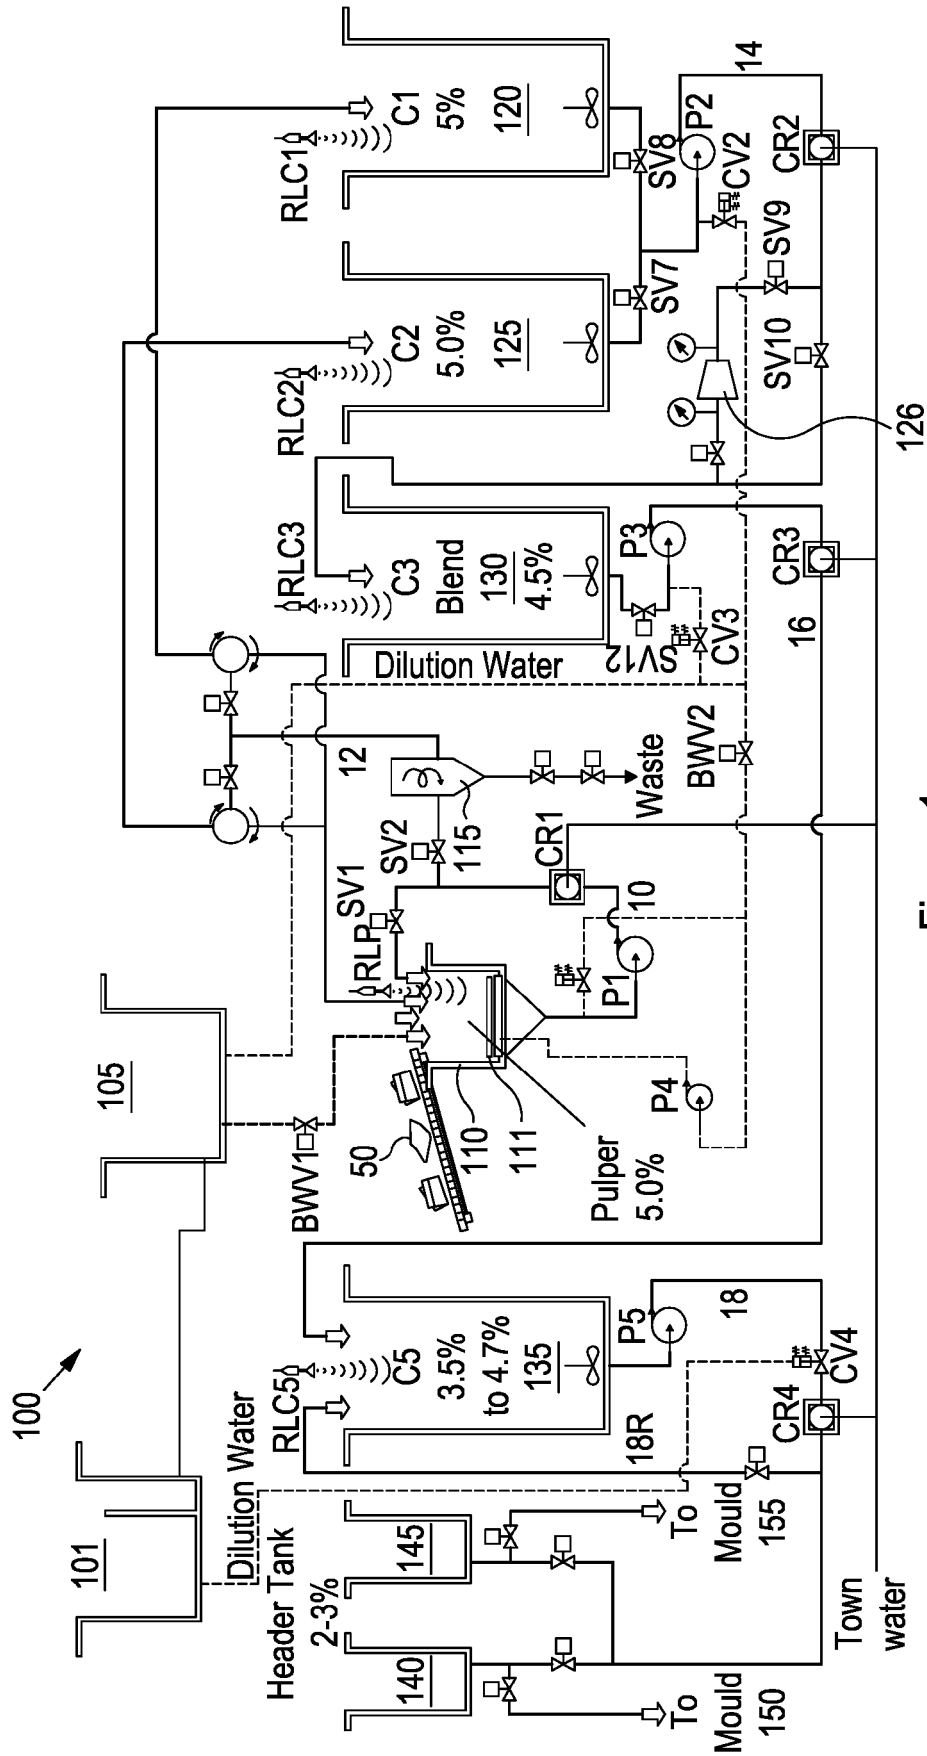 100
101
105
Dilution Water
Header Tank
2-3%
140
145
To
Mould
150
To
Mould
155
Town
water
RLC5
C5
3.5%
to 4.7%
135
18R
P5
18
CV4
CR4
BWV1
50
110
111
Pulper
5.0%
P4
P1
10
CR1
RLP
SV1
SV2
115
12
Waste
BWV2
Dilution Water
RLC3
C3
Blend
130
4.5%
SV12
CV3
P3
16
CR3
RLC2
C2
5.0%
125
SV7
126
SV10
SV9
RLC1
C1
5%
120
SV8
P2
CV2
14
CR2